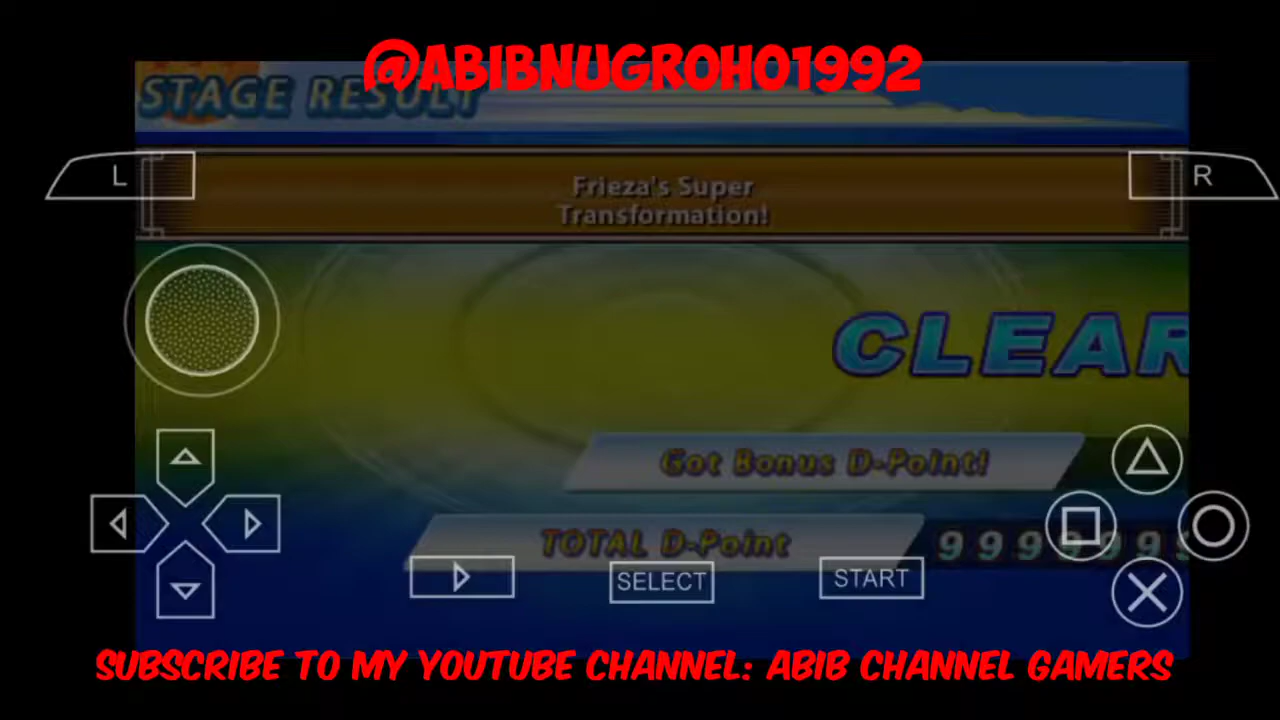 @ABIBNUGROHO1992
STAGE RESULT
L
R
Frieza's Super
Transformation!
CLEAR
Got Bonus D-Point!
TOTAL D-Point
SELECT
START
SUBSCRIBE TO MY YOUTUBE CHANNEL: ABIB CHANNEL GAMERS